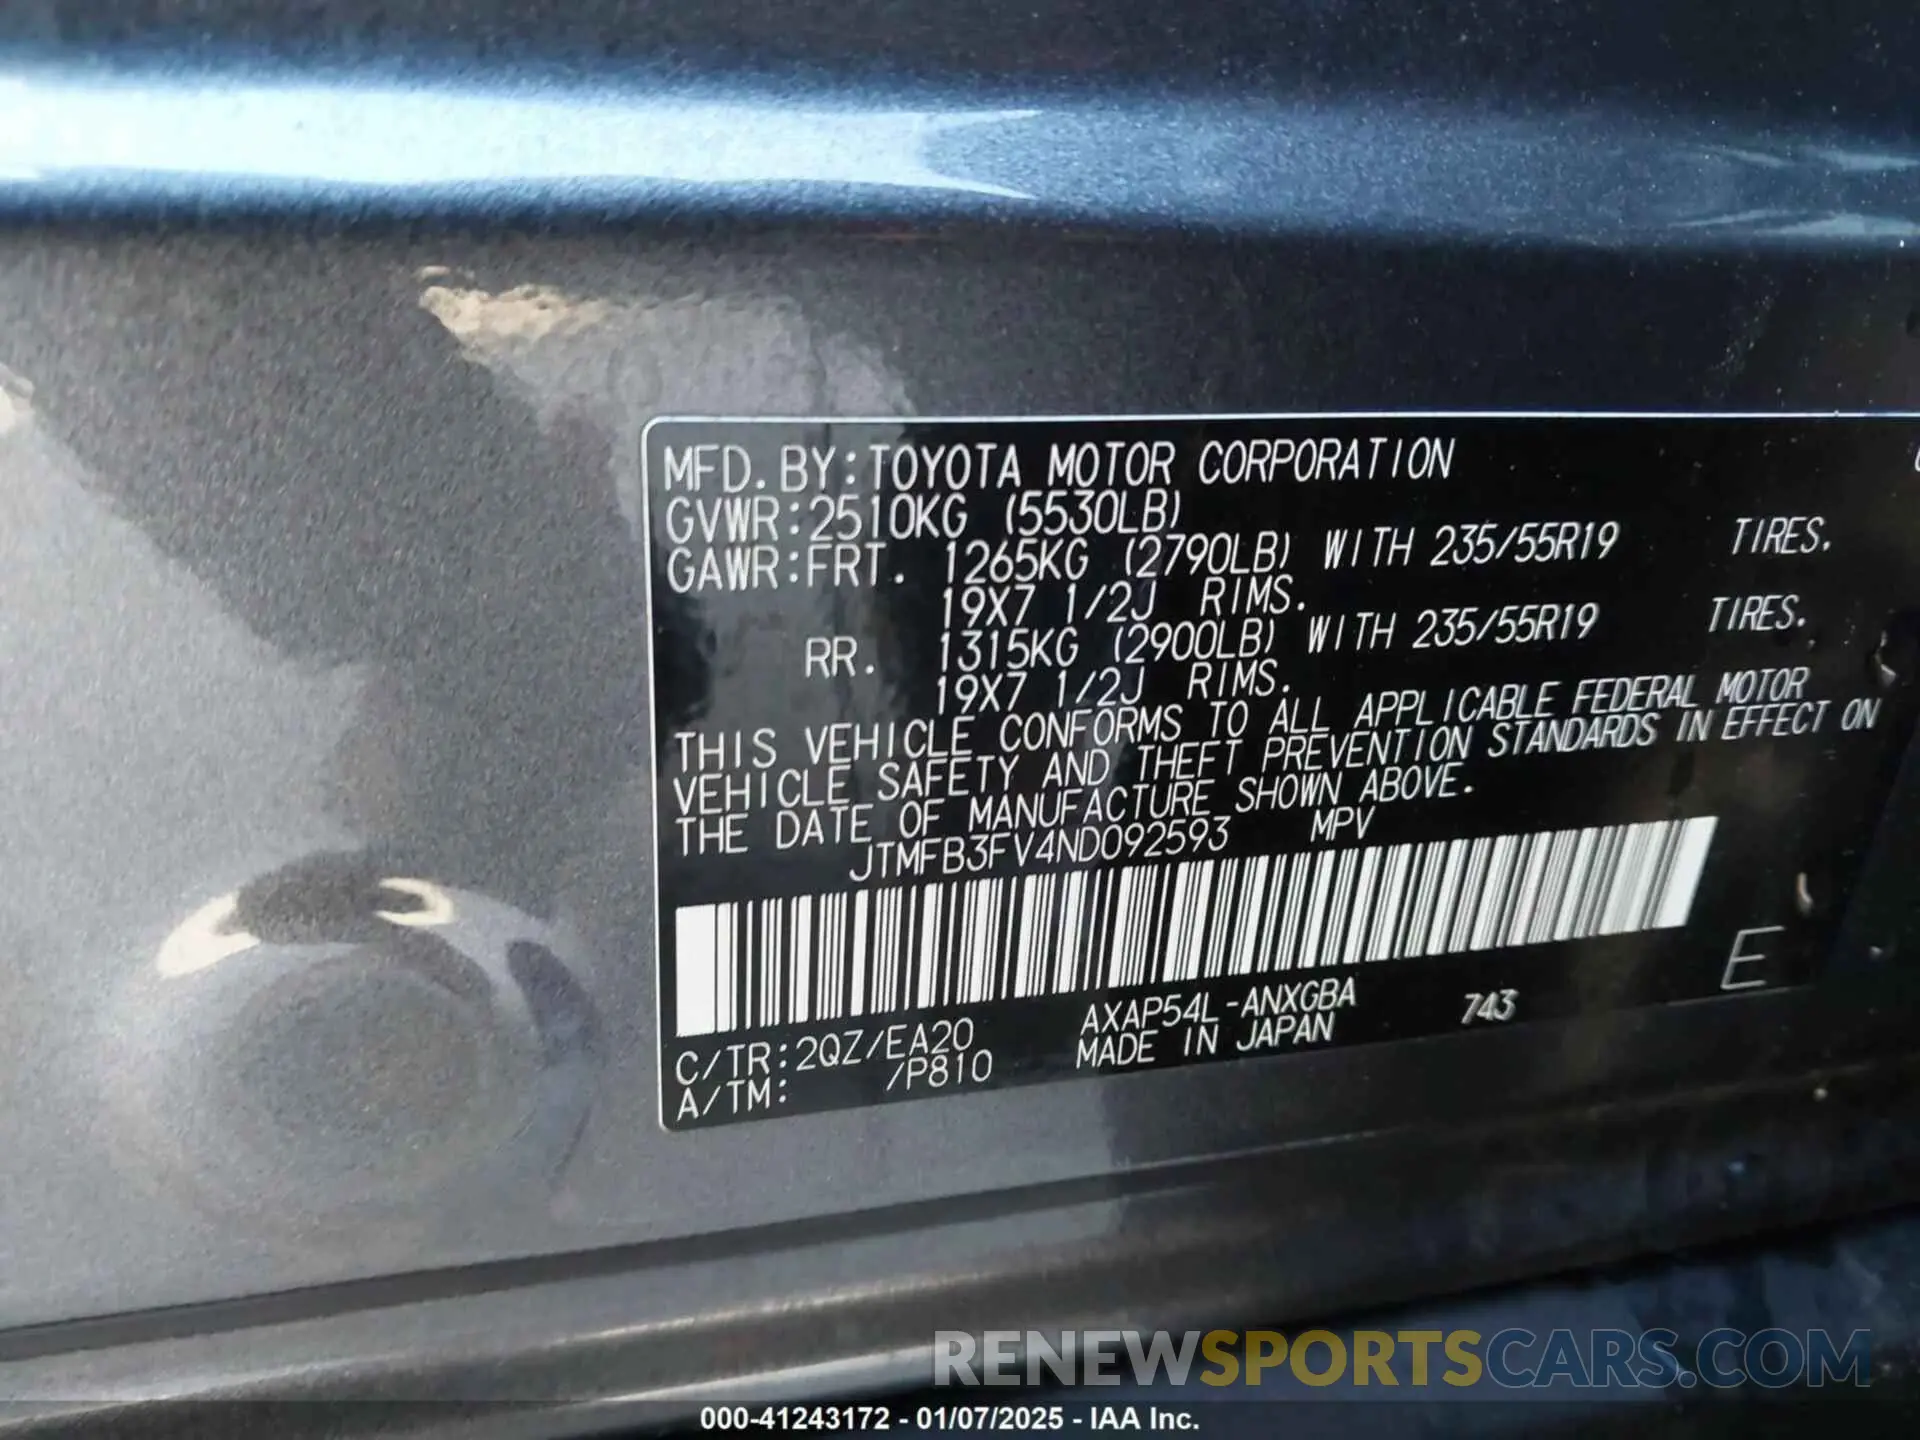 MFD. BY:TOYOTA MOTOR CORPORATION
GVWR:2510KG (5530LB)
GAWR:FRT. 1265KG (2790LB) WITH 235/55R19 TIRES.
19X7 1/2J RIMS.
RR. 1315KG (2900LB) WITH 235/55R19 TIRES.
19X7 1/2J RIMS.
THIS VEHICLE CONFORMS TO ALL APPLICABLE FEDERAL MOTOR
VEHICLE SAFETY AND THEFT PREVENTION STANDARDS IN EFFECT ON
THE DATE OF MANUFACTURE SHOWN ABOVE.
JTMFB3FV4ND092593 MPV
E
AXAP54L-ANXGBA 743
C/TR:2QZ/EA20 MADE IN JAPAN
A/TM: /P810
RENEWSPORTSCARS.COM
000-41243172 - 01/07/2025 - IAA Inc.